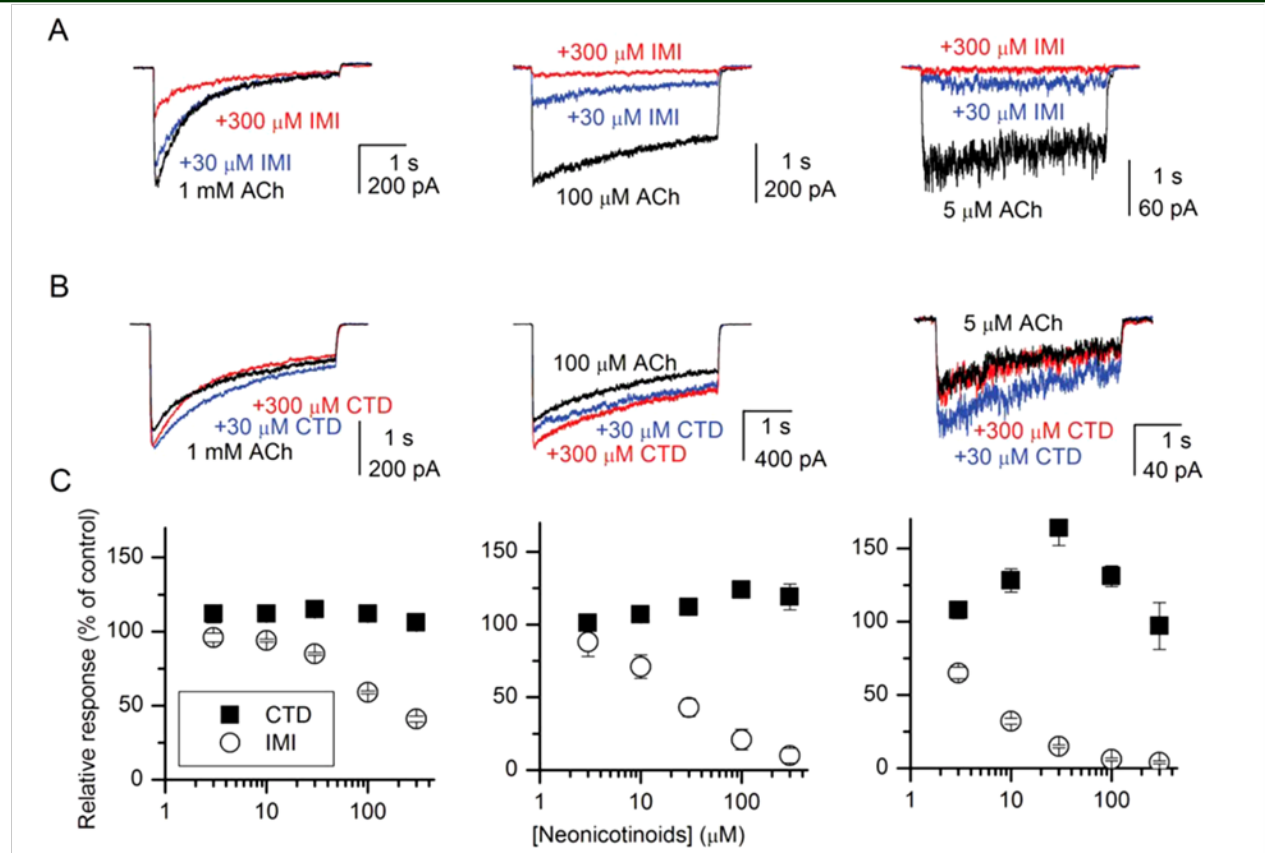 A
+300 μM IMI
+30 μM IMI
1 mM ACh
1 s
200 pA
+300 μM IMI
+30 μM IMI
100 μM ACh
1 s
200 pA
+300 μM IMI
+30 μM IMI
5 μM ACh
1 s
60 pA
B
+300 μM CTD
+30 μM CTD
1 mM ACh
1 s
200 pA
100 μM ACh
+30 μM CTD
+300 μM CTD
1 s
400 pA
5 μM ACh
+300 μM CTD
+30 μM CTD
1 s
40 pA
C
Relative response (% of control)
150
100
50
0
CTD
IMI
1 10 100
150
100
50
0
1 10 100
150
100
50
0
1 10 100
[Neonicotinoids] (μM)